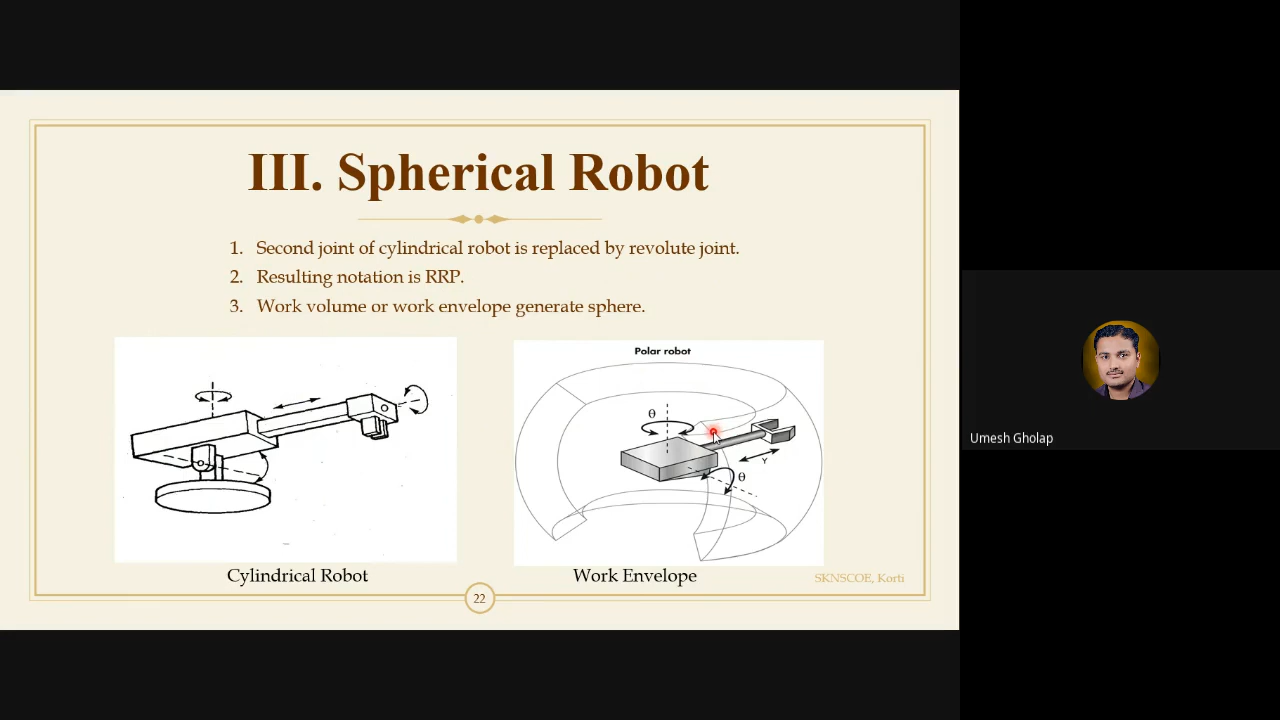 III. Spherical Robot
1. Second joint of cylindrical robot is replaced by revolute joint.
2. Resulting notation is RRP.
3. Work volume or work envelope generate sphere.
Polar robot
θ
θ
Y
Cylindrical Robot
Work Envelope
SKNSCOE, Korti
22
Umesh Gholap